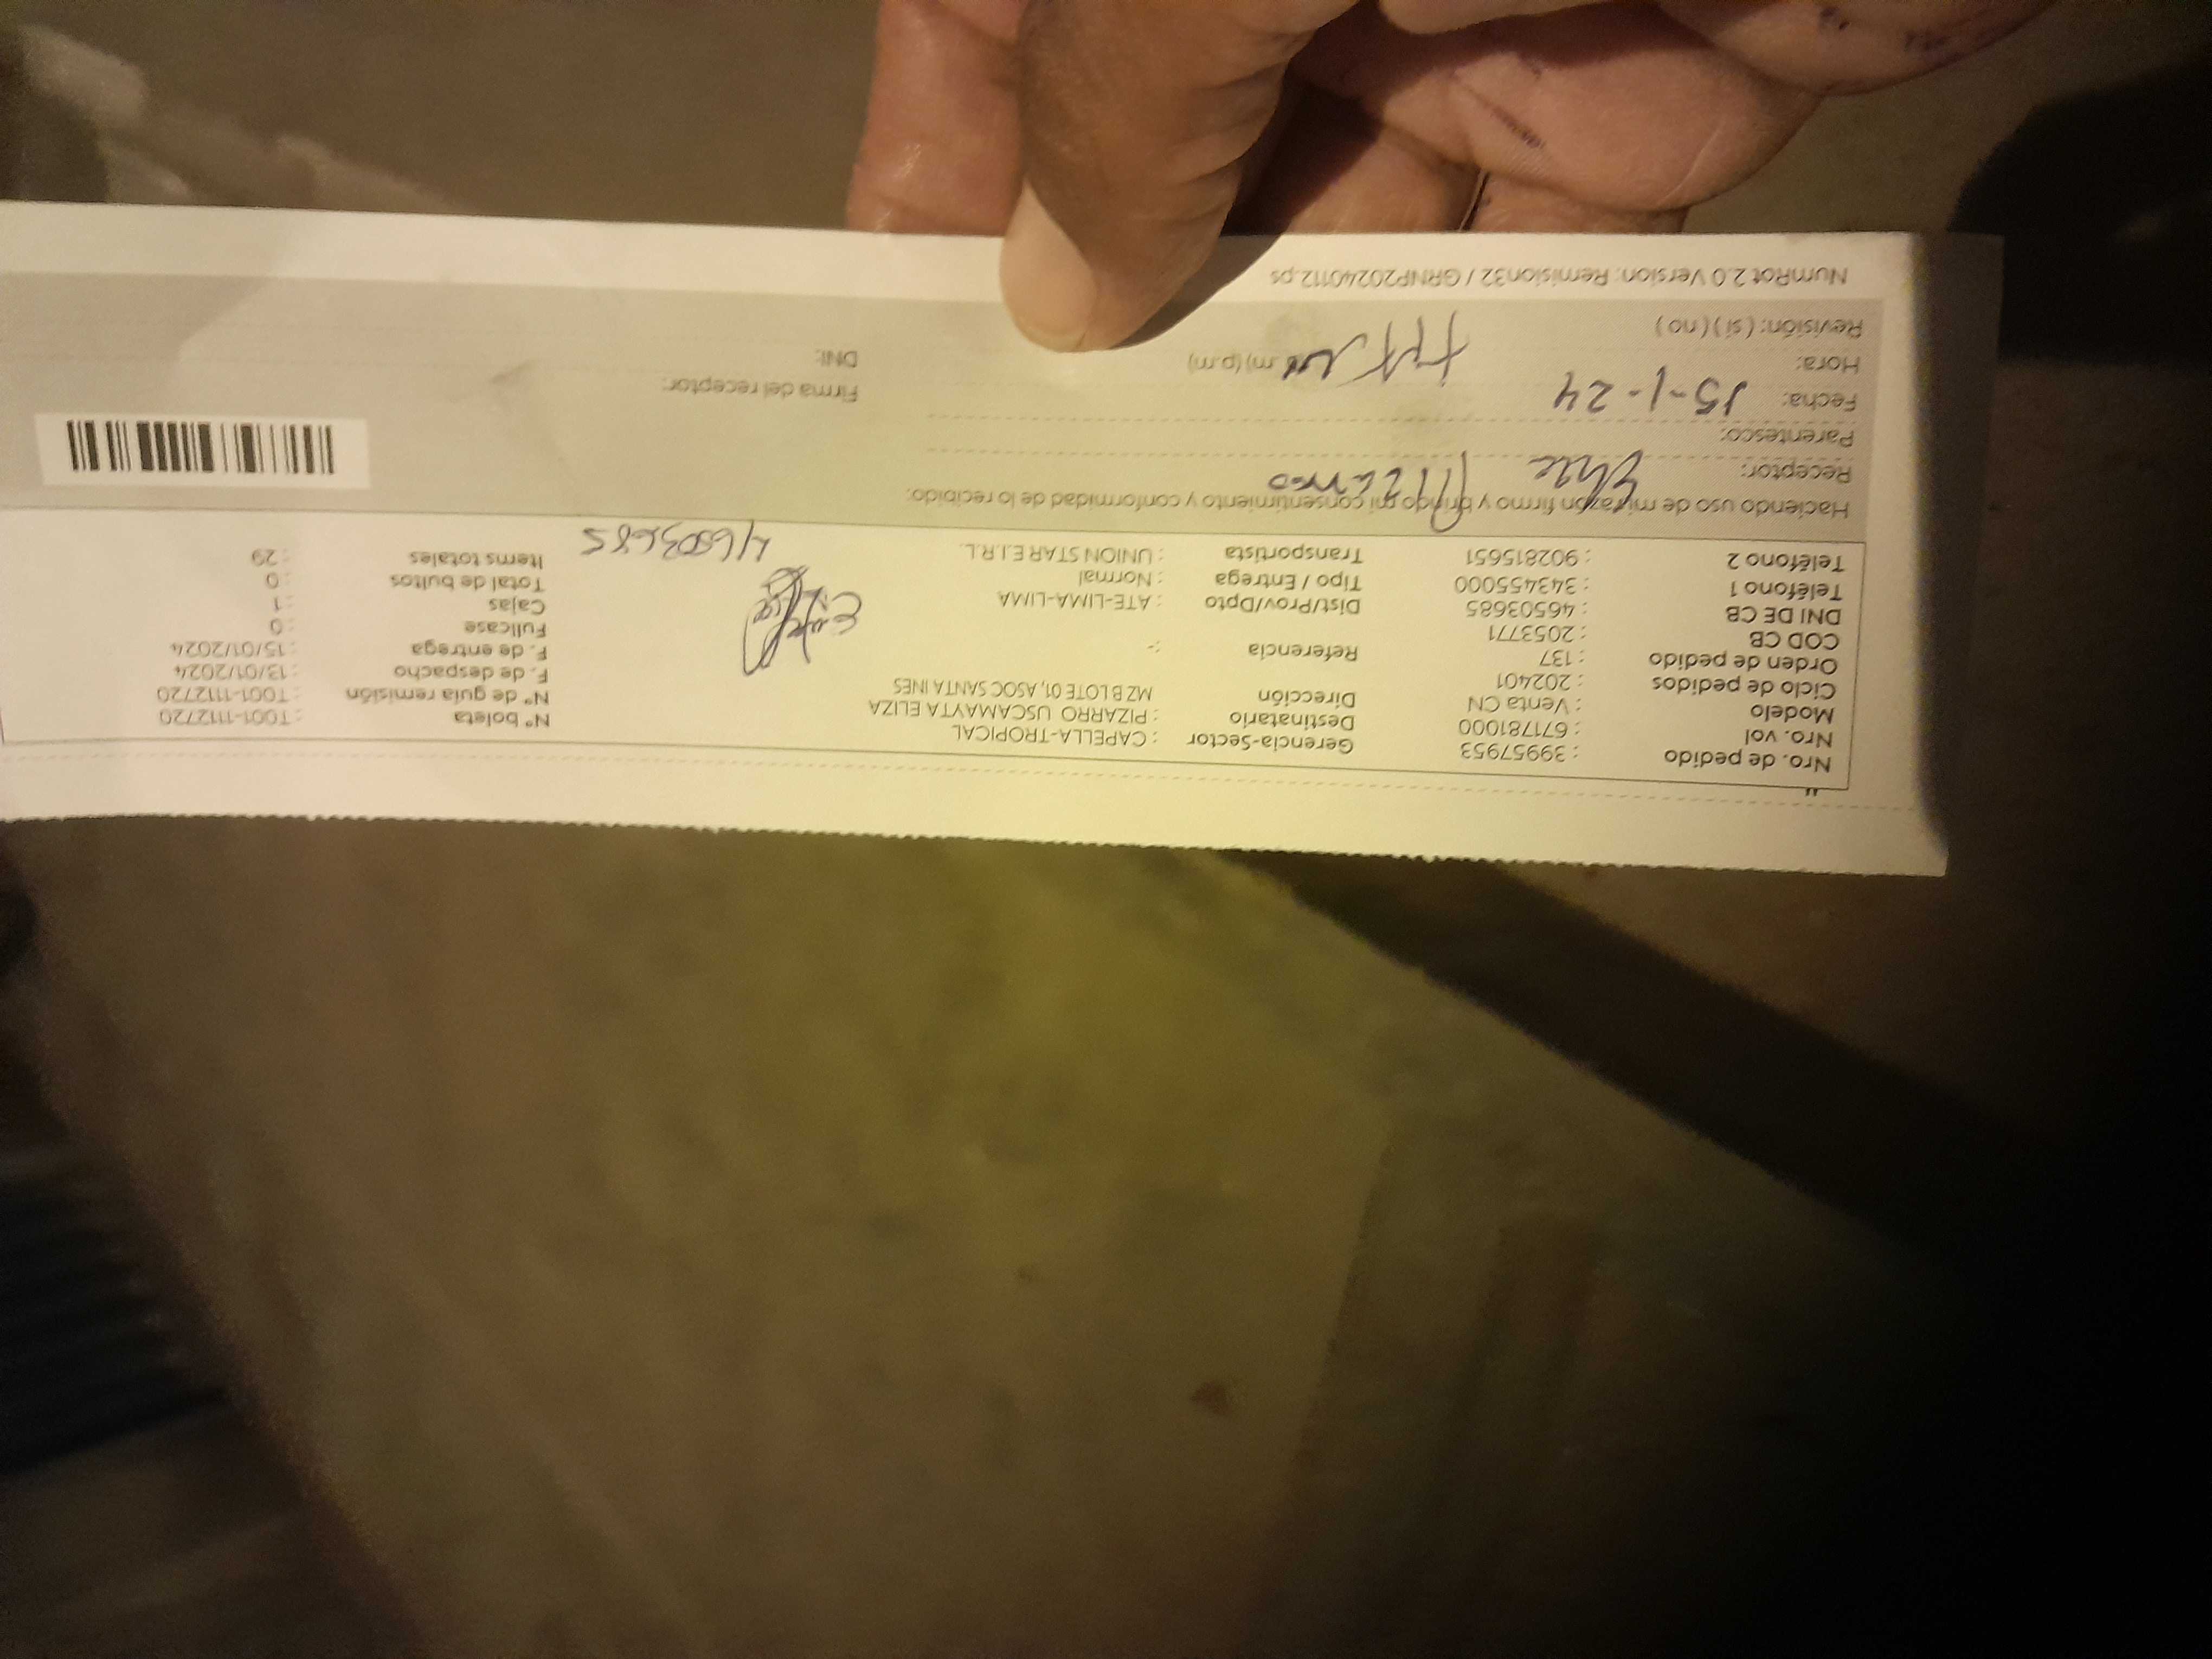 Nro. de pedido : 39957953 Gerencia-Sector : CAPELLA-TROPICAL N° boleta : T001-1112720
Nro. vol : 671781000 Destinatario : PIZARRO USCAMAYTA ELIZA N° de guía remisión : T001-1112720
Modelo : Venta CN Dirección MZ B LOTE 01, ASOC SANTA INES F. de despacho : 13/01/2024
Ciclo de pedidos : 202401 F. de entrega : 15/01/2024
Orden de pedido : 137 Referencia :- Fullcase : 0
COD CB : 2053771 Cajas : 1
DNI DE CB : 46503685 Dist/Prov/Dpto : ATE-LIMA-LIMA Total de bultos : 0
Teléfono 1 : 343455000 Tipo / Entrega : Normal Items totales : 29
Teléfono 2 : 902815651 Transportista : UNION STAR E.I.R.L.
46503685
Haciendo uso de mi razón firmo y brindo mi consentimiento y conformidad de lo recibido.
Receptor: Pizarro
Parentesco:
Fecha: 15-1-24 Firma del receptor:
Hora: .m) (p.m) DNI:
Revisión: (si) (no)
NumRot 2.0 Version: Remision32 / GRNP20240112.ps